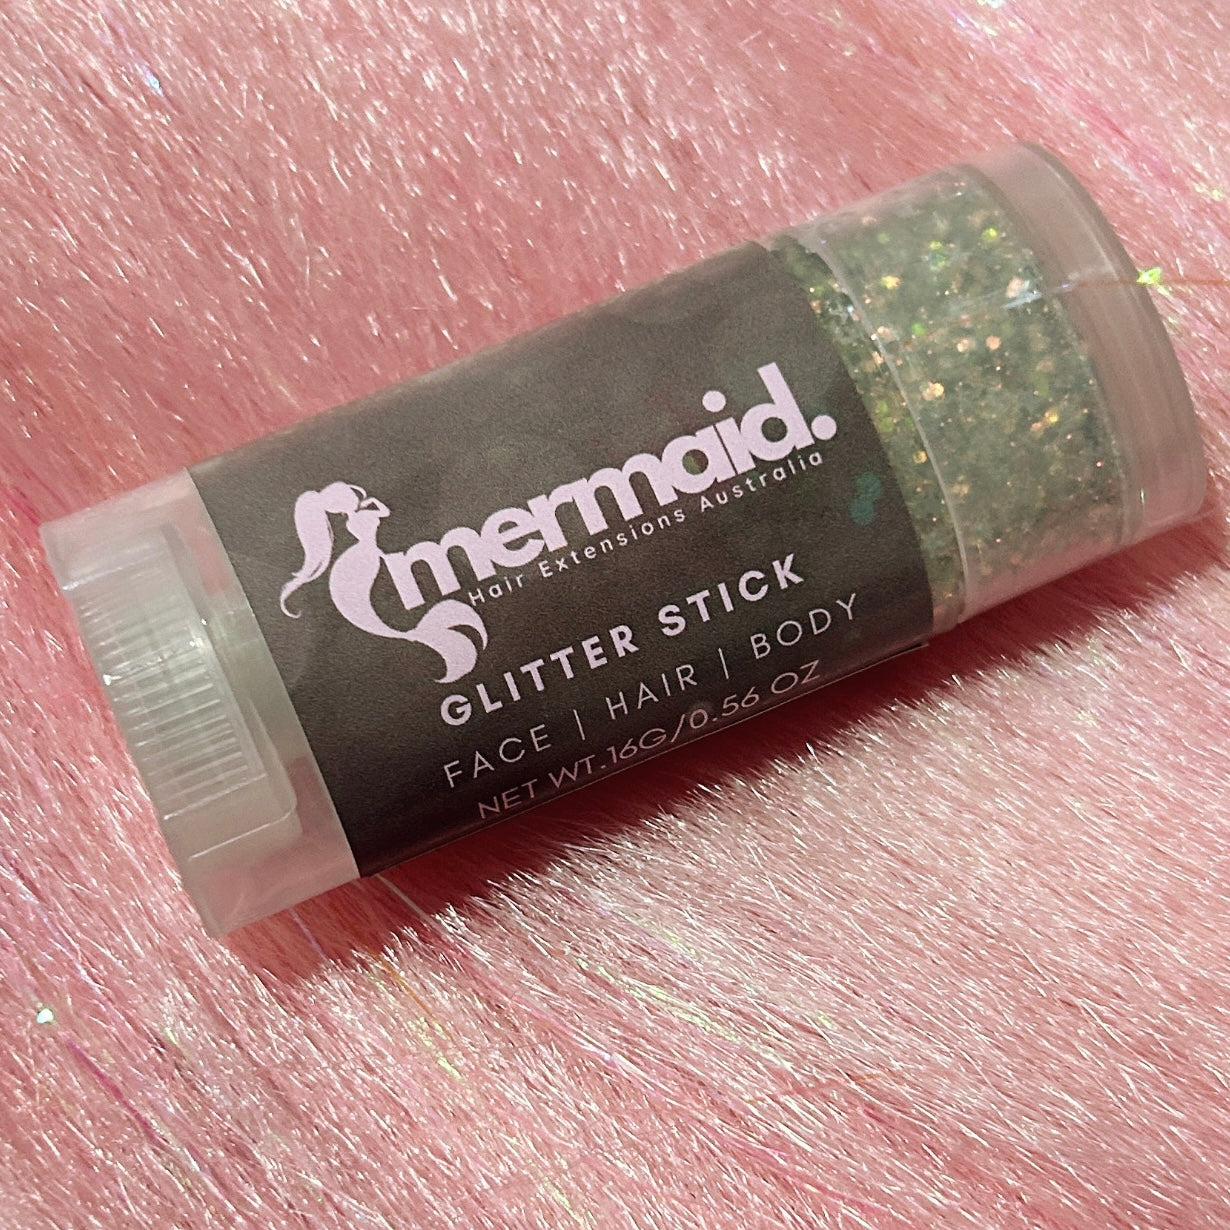 mermaid.
Hair Extensions Australia
GLITTER STICK
FACE | HAIR | BODY
NET WT.16G/0.56 OZ